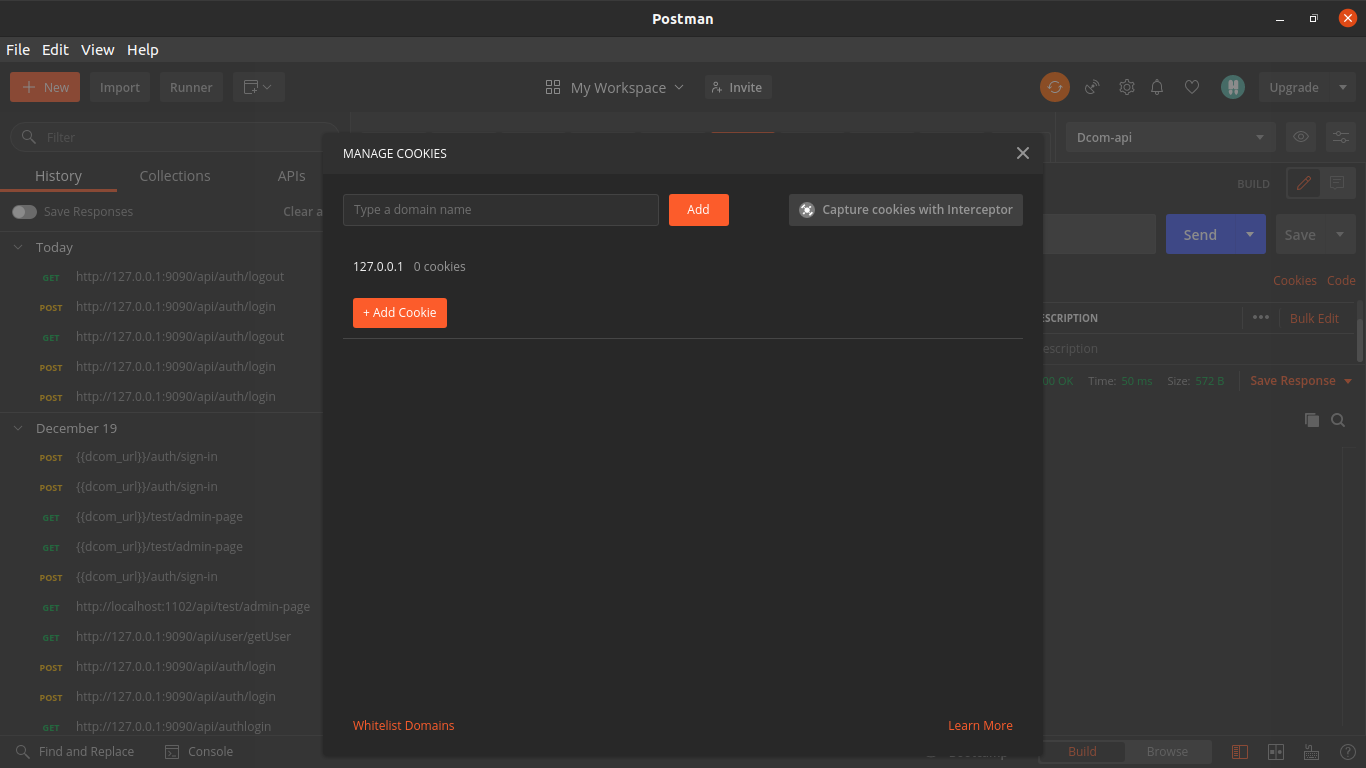 Postman
File Edit View Help
New Import Runner My Workspace Invite Upgrade
Filter
Dcom-api
MANAGE COOKIES
History Collections APIs
BUILD
Save Responses Clear a
Type a domain name Add Capture cookies with Interceptor
Send Save
Today
127.0.0.1 0 cookies
GET http://127.0.0.1:9090/api/auth/logout
Cookies Code
POST http://127.0.0.1:9090/api/auth/login
+ Add Cookie
ESCRIPTION ••• Bulk Edit
GET http://127.0.0.1:9090/api/auth/logout
escription
POST http://127.0.0.1:9090/api/auth/login
00 OK Time: 50 ms Size: 572 B Save Response
POST http://127.0.0.1:9090/api/auth/login
December 19
POST {{dcom_url}}/auth/sign-in
POST {{dcom_url}}/auth/sign-in
GET {{dcom_url}}/test/admin-page
GET {{dcom_url}}/test/admin-page
POST {{dcom_url}}/auth/sign-in
GET http://localhost:1102/api/test/admin-page
GET http://127.0.0.1:9090/api/user/getUser
POST http://127.0.0.1:9090/api/auth/login
POST http://127.0.0.1:9090/api/auth/login
POST http://127.0.0.1:9090/api/authlogin
Whitelist Domains Learn More
Find and Replace Console Build Browse